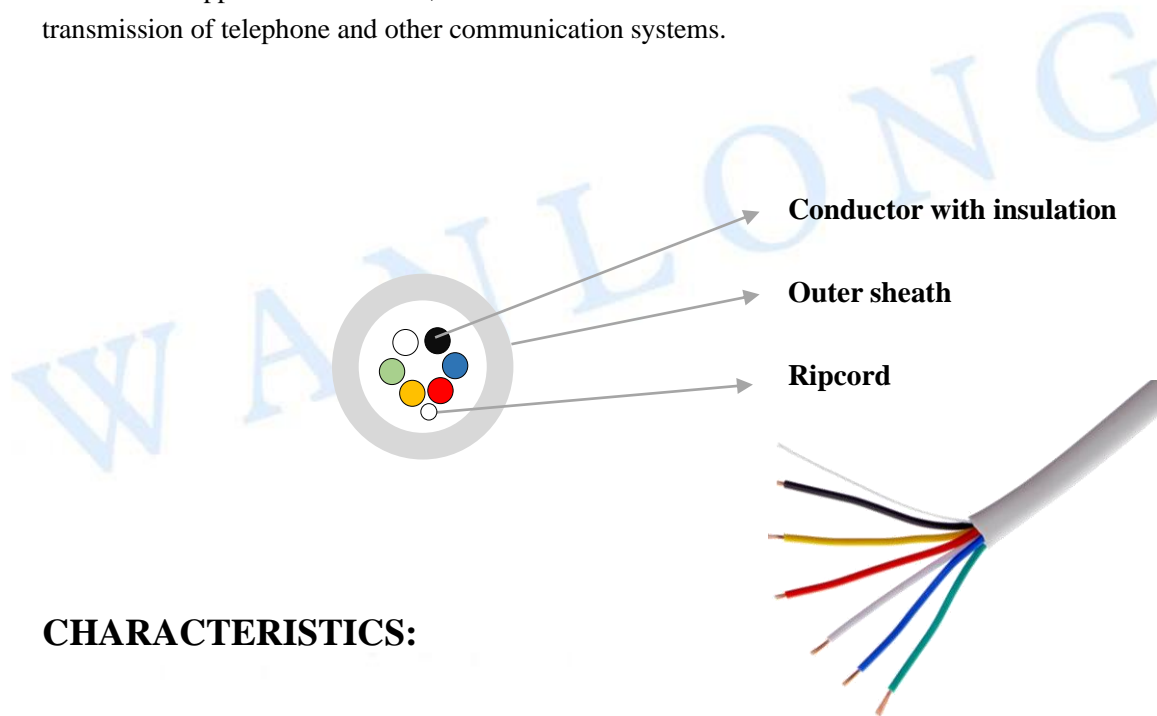 transmission of telephone and other communication systems.
WANLONG
Conductor with insulation
Outer sheath
Ripcord
CHARACTERISTICS: